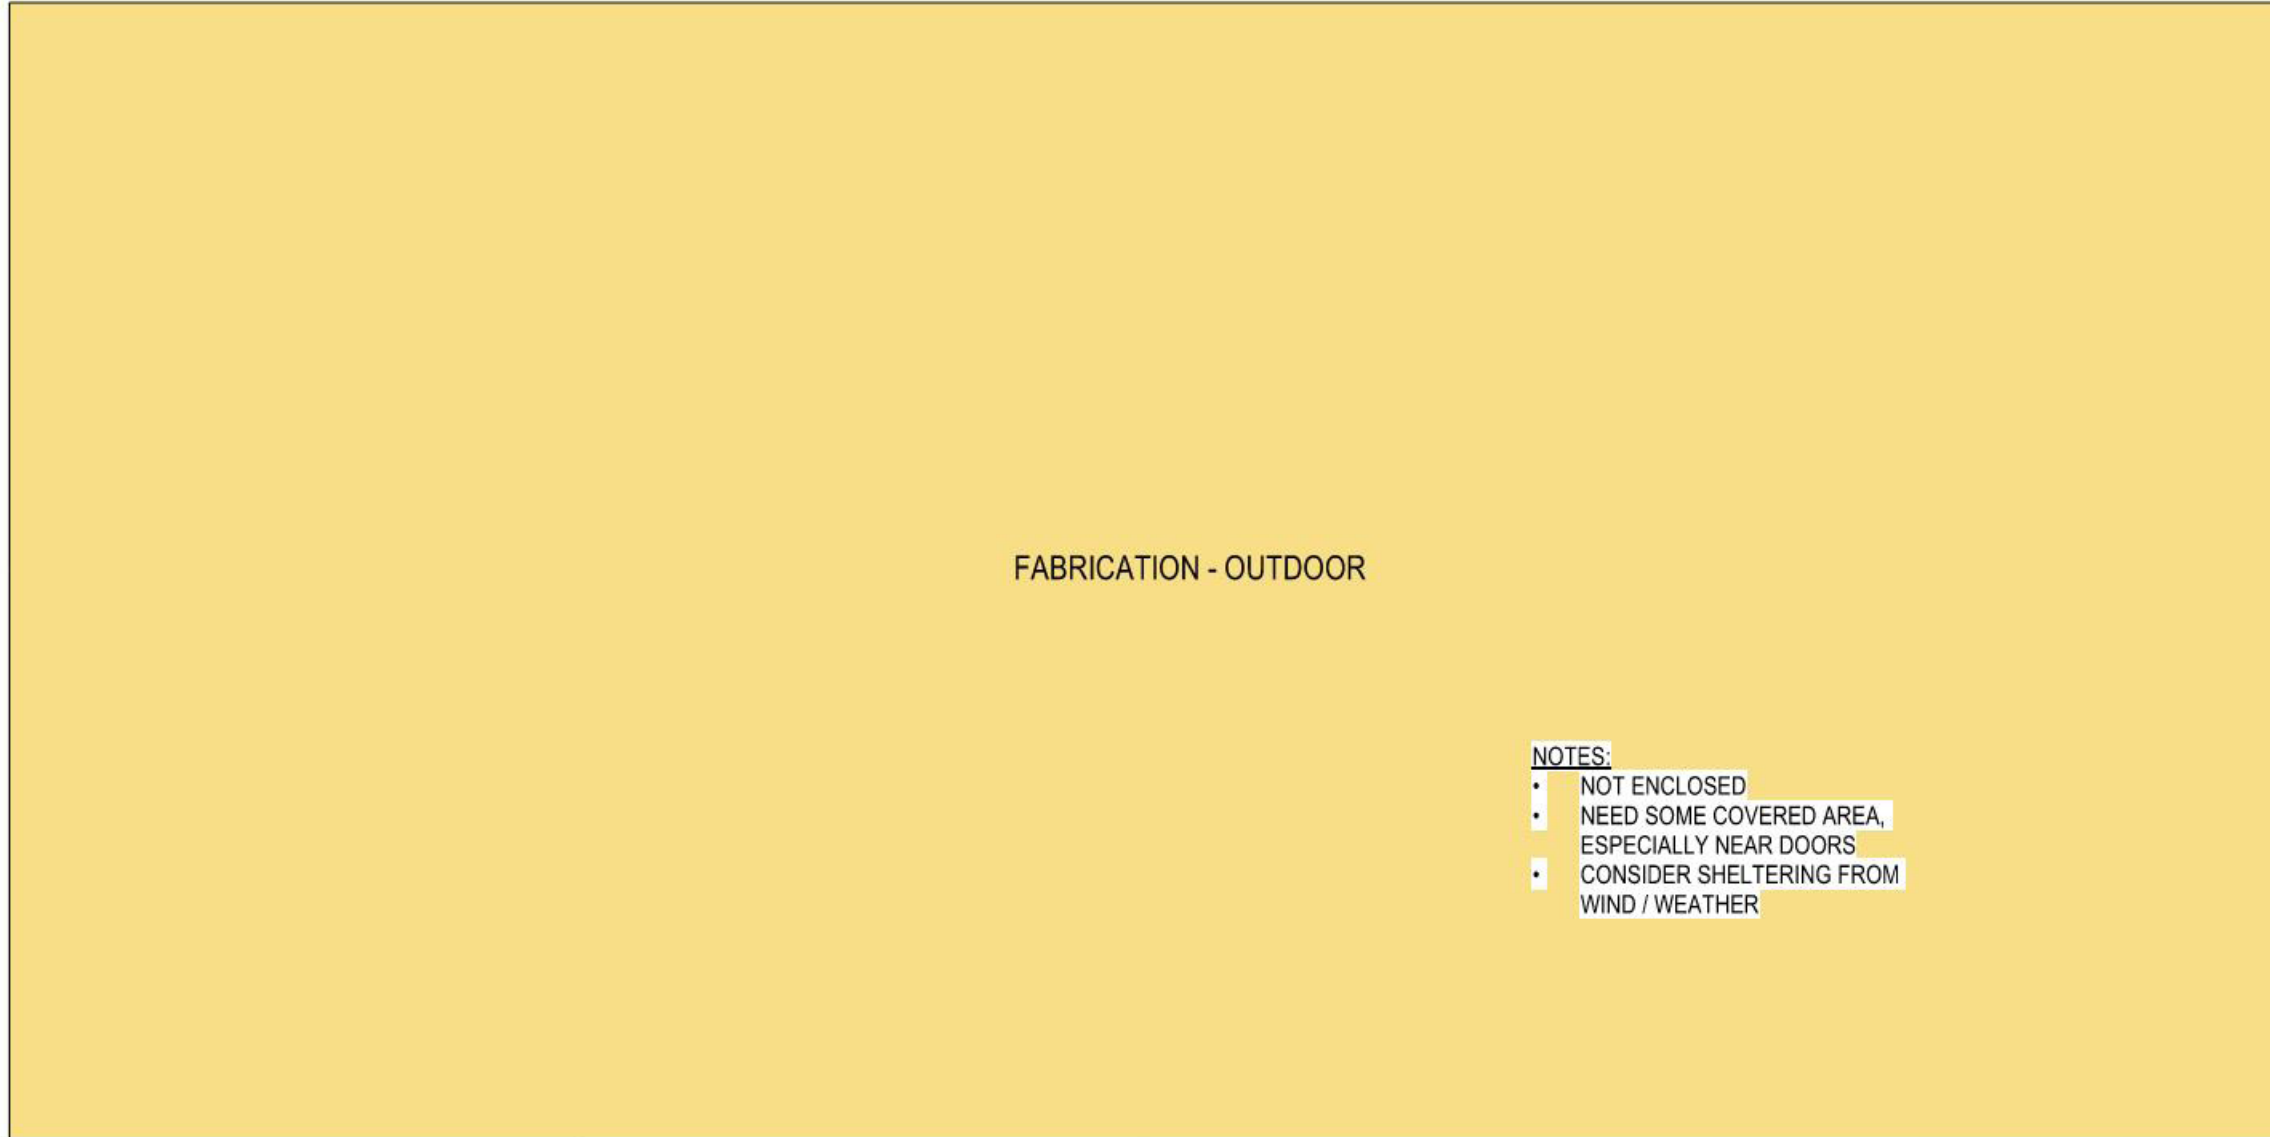 FABRICATION - OUTDOOR
NOTES:
• NOT ENCLOSED
• NEED SOME COVERED AREA,
ESPECIALLY NEAR DOORS
• CONSIDER SHELTERING FROM
WIND / WEATHER